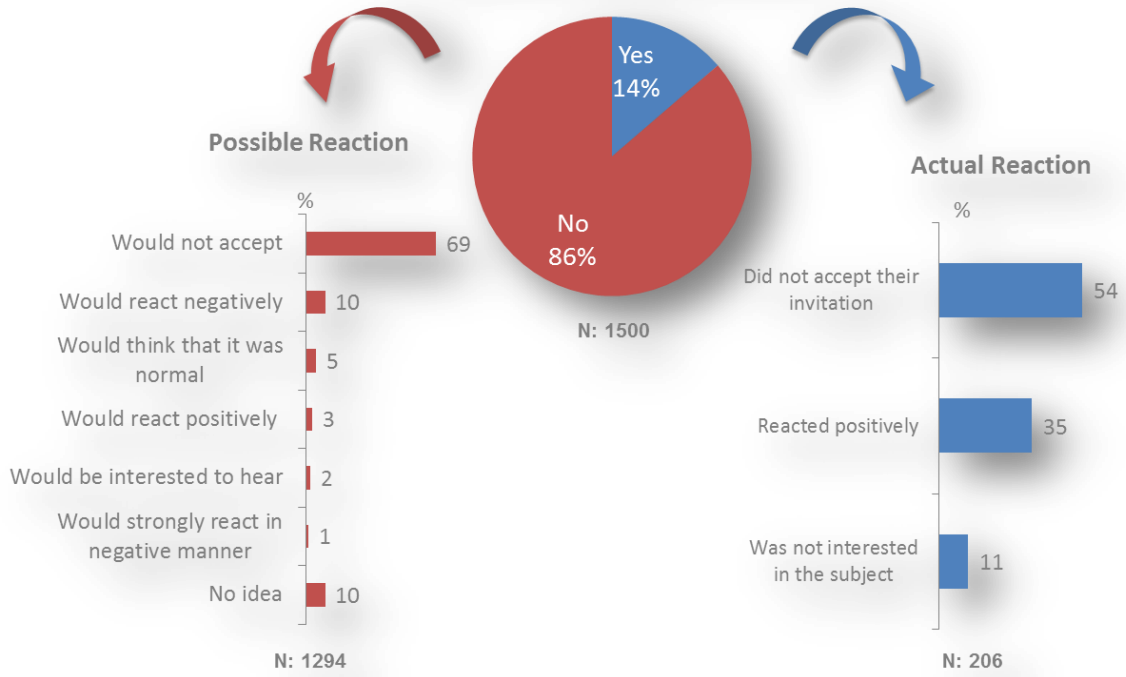 Yes
14%
No
86%
N: 1500
Possible Reaction
%
Would not accept
69
Would react negatively
10
Would think that it was
normal
5
Would react positively
3
Would be interested to hear
2
Would strongly react in
negative manner
1
No idea
10
N: 1294
Actual Reaction
%
Did not accept their
invitation
54
Reacted positively
35
Was not interested
in the subject
11
N: 206